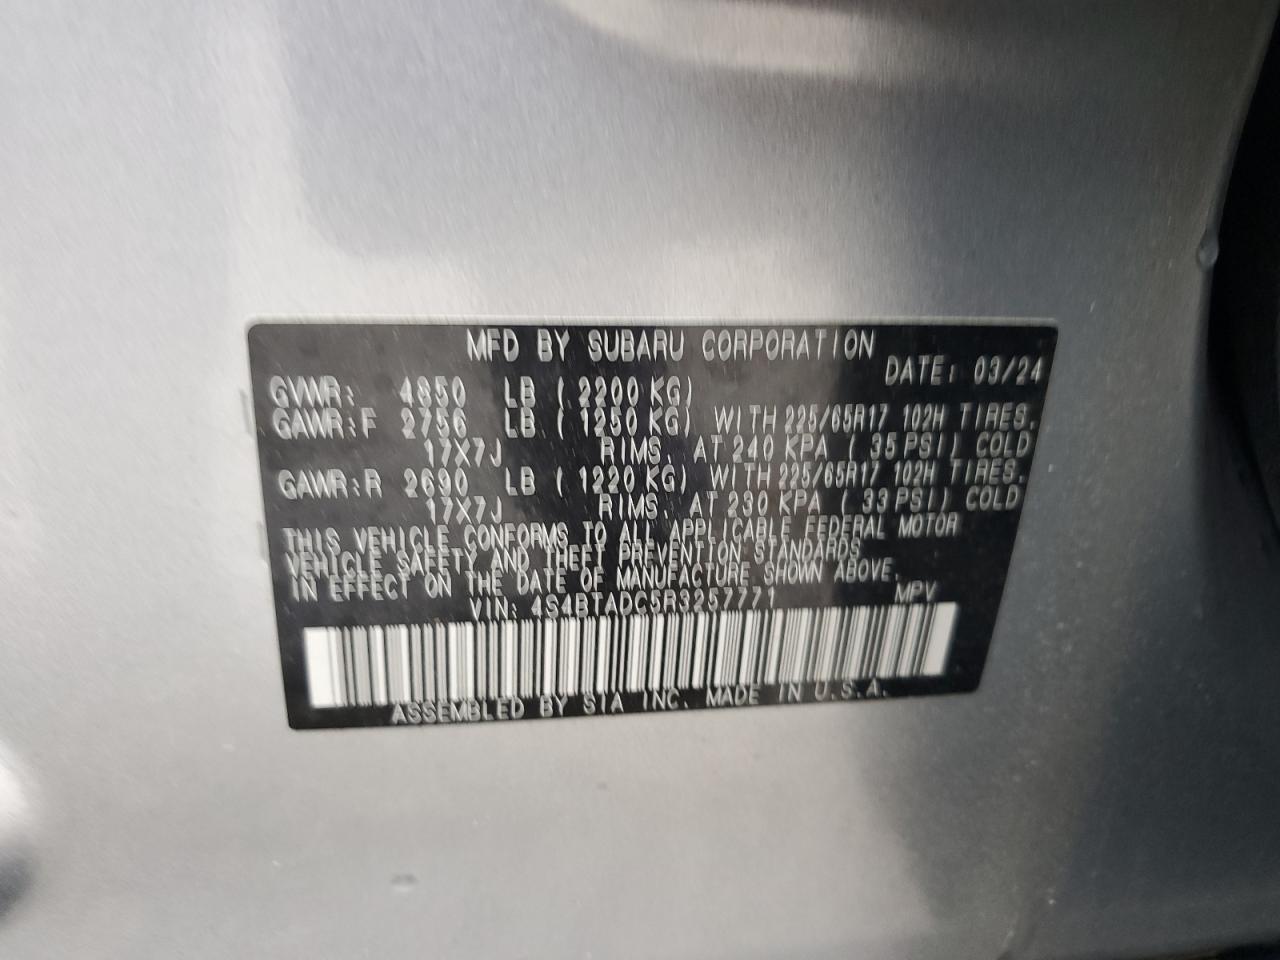 MFD BY SUBARU CORPORATION
DATE: 03/24
GVWR: 4850 LB (2200 KG)
GAWR:F 2756 LB (1250 KG) WITH 225/65R17 102H TIRES.
17X7J RIMS, AT 240 KPA (35 PSI) COLD
GAWR:R 2690 LB (1220 KG) WITH 225/65R17 102H TIRES.
17X7J RIMS, AT 230 KPA (33 PSI) COLD
THIS VEHICLE CONFORMS TO ALL APPLICABLE FEDERAL MOTOR
VEHICLE SAFETY AND THEFT PREVENTION STANDARDS
IN EFFECT ON THE DATE OF MANUFACTURE SHOWN ABOVE.
VIN: 4S4BTADC5R3257771 MPV
ASSEMBLED BY SIA INC. MADE IN U.S.A.